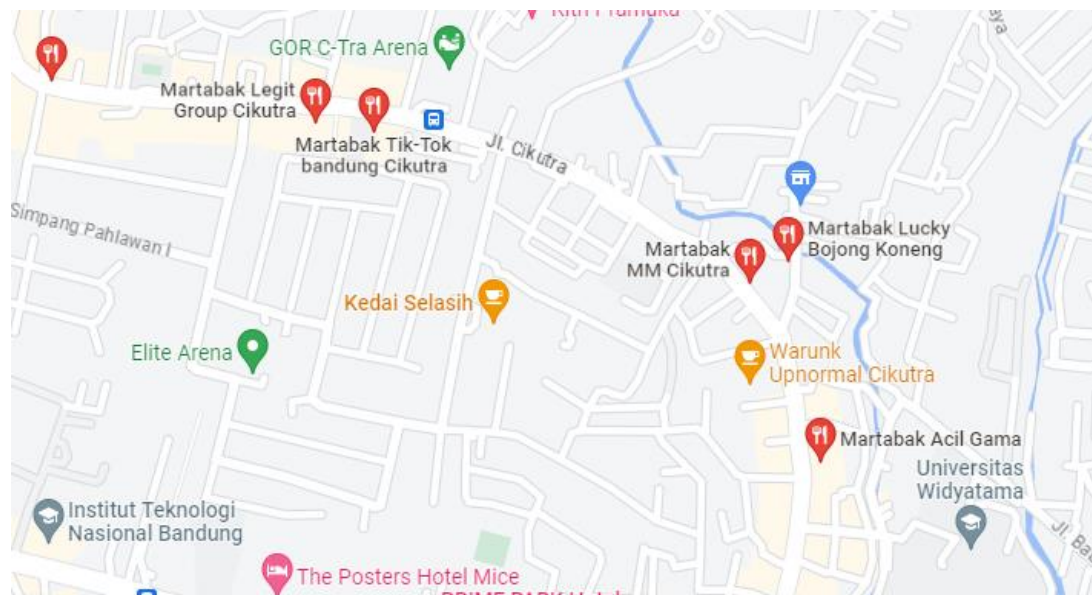 GOR C-Tra Arena
Martabak Legit
Group Cikutra
Martabak Tik-Tok
bandung Cikutra
Jl. Cikutra
Simpang Pahlawan I
Martabak Lucky
Bojong Koneng
Martabak
MM Cikutra
Kedai Selasih
Elite Arena
Warunk
Upnormal Cikutra
Martabak Acil Gama
Universitas
Widyatama
Institut Teknologi
Nasional Bandung
The Posters Hotel Mice